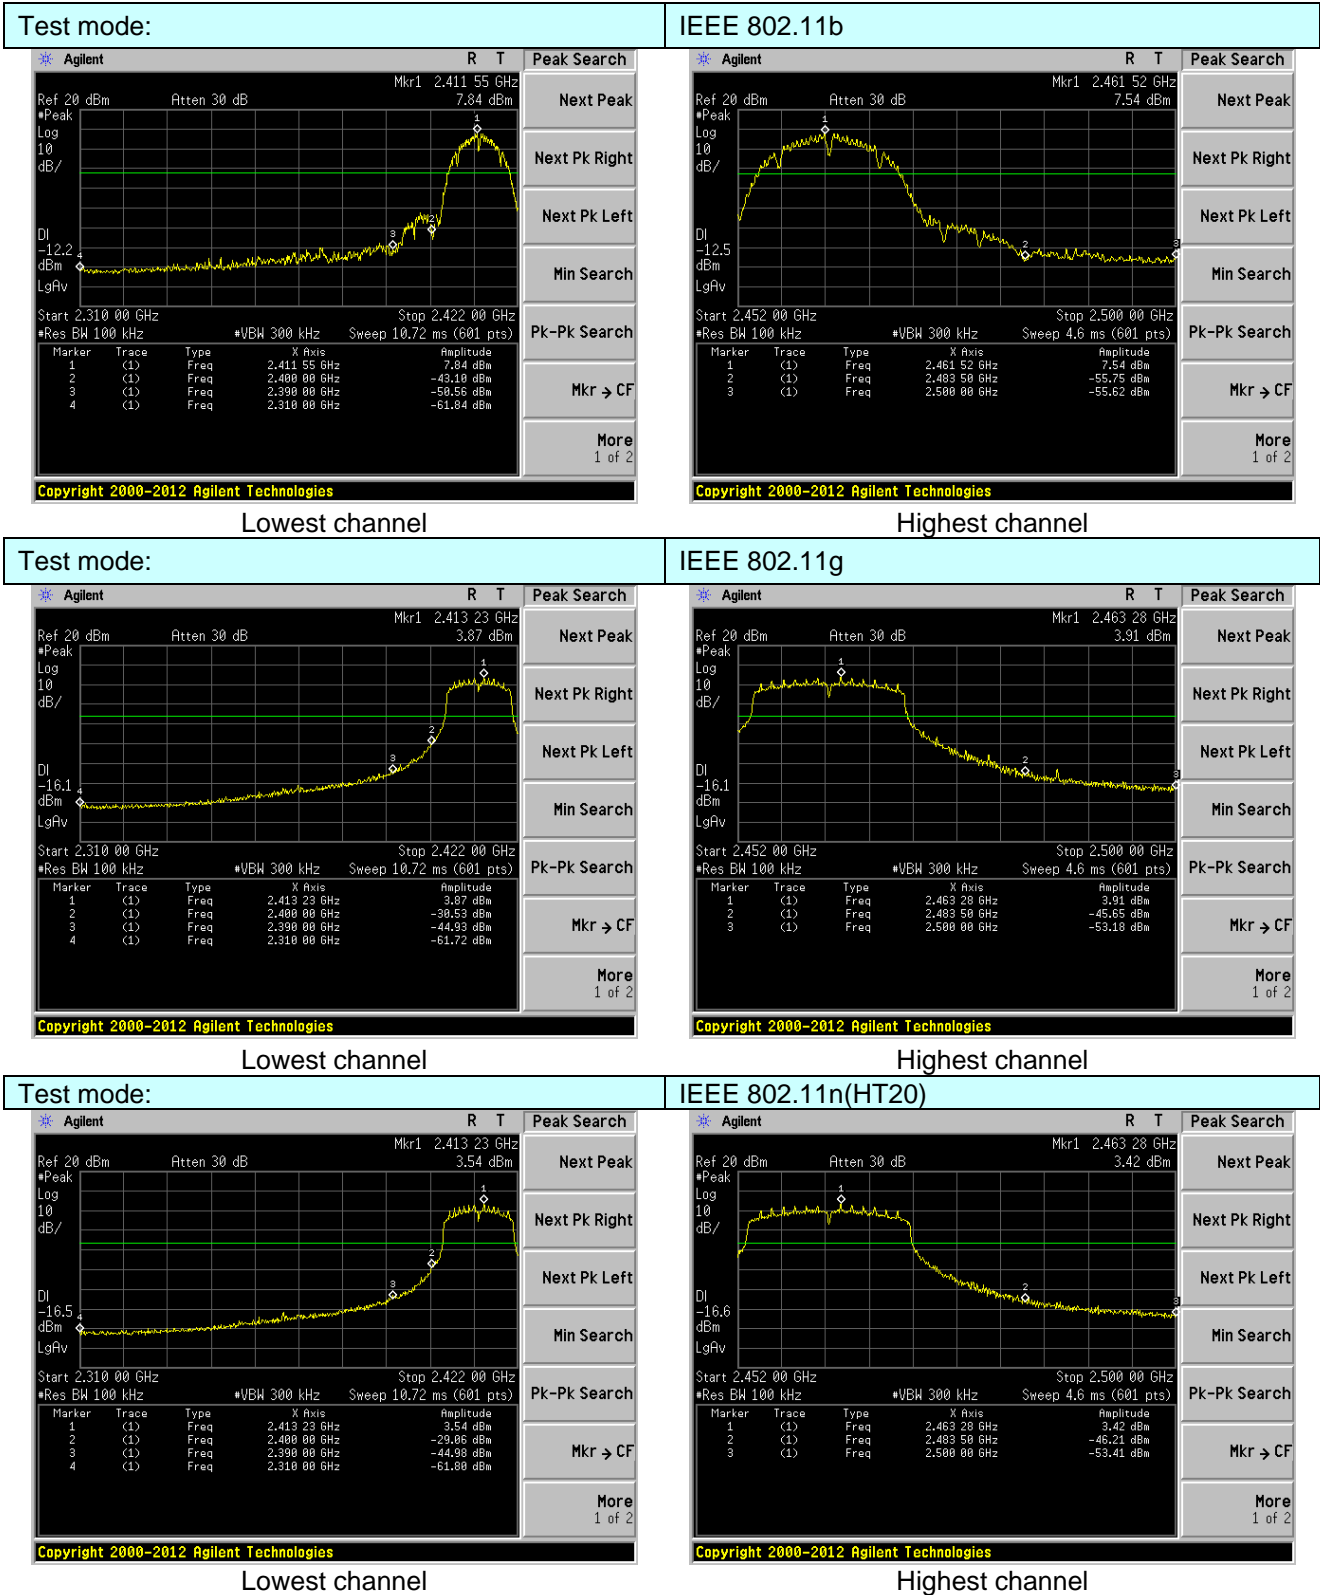 Test mode: IEEE 802.11b
Agilent R T Peak Search
Mkr1 2.411 55 GHz
Ref 20 dBm Atten 30 dB 7.84 dBm
#Peak
Log
10
dB/
DI
-12.2
dBm
LgAv
1
2
3
4
Start 2.310 00 GHz Stop 2.422 00 GHz
#Res BW 100 kHz #VBW 300 kHz Sweep 10.72 ms (601 pts)
Marker Trace Type X Axis Amplitude
1 (1) Freq 2.411 55 GHz 7.84 dBm
2 (1) Freq 2.400 00 GHz -43.10 dBm
3 (1) Freq 2.390 00 GHz -50.56 dBm
4 (1) Freq 2.310 00 GHz -61.84 dBm
Copyright 2000-2012 Agilent Technologies
Next Peak
Next Pk Right
Next Pk Left
Min Search
Pk-Pk Search
Mkr → CF
More
1 of 2
Lowest channel
Agilent R T Peak Search
Mkr1 2.461 52 GHz
Ref 20 dBm Atten 30 dB 7.54 dBm
#Peak
Log
10
dB/
DI
-12.5
dBm
LgAv
1
2
3
Start 2.452 00 GHz Stop 2.500 00 GHz
#Res BW 100 kHz #VBW 300 kHz Sweep 4.6 ms (601 pts)
Marker Trace Type X Axis Amplitude
1 (1) Freq 2.461 52 GHz 7.54 dBm
2 (1) Freq 2.483 50 GHz -55.75 dBm
3 (1) Freq 2.500 00 GHz -55.62 dBm
Copyright 2000-2012 Agilent Technologies
Next Peak
Next Pk Right
Next Pk Left
Min Search
Pk-Pk Search
Mkr → CF
More
1 of 2
Highest channel
Test mode: IEEE 802.11g
Agilent R T Peak Search
Mkr1 2.413 23 GHz
Ref 20 dBm Atten 30 dB 3.87 dBm
#Peak
Log
10
dB/
DI
-16.1
dBm
LgAv
1
2
3
4
Start 2.310 00 GHz Stop 2.422 00 GHz
#Res BW 100 kHz #VBW 300 kHz Sweep 10.72 ms (601 pts)
Marker Trace Type X Axis Amplitude
1 (1) Freq 2.413 23 GHz 3.87 dBm
2 (1) Freq 2.400 00 GHz -30.53 dBm
3 (1) Freq 2.390 00 GHz -44.93 dBm
4 (1) Freq 2.310 00 GHz -61.72 dBm
Copyright 2000-2012 Agilent Technologies
Next Peak
Next Pk Right
Next Pk Left
Min Search
Pk-Pk Search
Mkr → CF
More
1 of 2
Lowest channel
Agilent R T Peak Search
Mkr1 2.463 28 GHz
Ref 20 dBm Atten 30 dB 3.91 dBm
#Peak
Log
10
dB/
DI
-16.1
dBm
LgAv
1
2
3
Start 2.452 00 GHz Stop 2.500 00 GHz
#Res BW 100 kHz #VBW 300 kHz Sweep 4.6 ms (601 pts)
Marker Trace Type X Axis Amplitude
1 (1) Freq 2.463 28 GHz 3.91 dBm
2 (1) Freq 2.483 50 GHz -45.65 dBm
3 (1) Freq 2.500 00 GHz -53.18 dBm
Copyright 2000-2012 Agilent Technologies
Next Peak
Next Pk Right
Next Pk Left
Min Search
Pk-Pk Search
Mkr → CF
More
1 of 2
Highest channel
Test mode: IEEE 802.11n(HT20)
Agilent R T Peak Search
Mkr1 2.413 23 GHz
Ref 20 dBm Atten 30 dB 3.54 dBm
#Peak
Log
10
dB/
DI
-16.5
dBm
LgAv
1
2
3
4
Start 2.310 00 GHz Stop 2.422 00 GHz
#Res BW 100 kHz #VBW 300 kHz Sweep 10.72 ms (601 pts)
Marker Trace Type X Axis Amplitude
1 (1) Freq 2.413 23 GHz 3.54 dBm
2 (1) Freq 2.400 00 GHz -29.06 dBm
3 (1) Freq 2.390 00 GHz -44.98 dBm
4 (1) Freq 2.310 00 GHz -61.80 dBm
Copyright 2000-2012 Agilent Technologies
Next Peak
Next Pk Right
Next Pk Left
Min Search
Pk-Pk Search
Mkr → CF
More
1 of 2
Lowest channel
Agilent R T Peak Search
Mkr1 2.463 28 GHz
Ref 20 dBm Atten 30 dB 3.42 dBm
#Peak
Log
10
dB/
DI
-16.6
dBm
LgAv
1
2
3
Start 2.452 00 GHz Stop 2.500 00 GHz
#Res BW 100 kHz #VBW 300 kHz Sweep 4.6 ms (601 pts)
Marker Trace Type X Axis Amplitude
1 (1) Freq 2.463 28 GHz 3.42 dBm
2 (1) Freq 2.483 50 GHz -46.21 dBm
3 (1) Freq 2.500 00 GHz -53.41 dBm
Copyright 2000-2012 Agilent Technologies
Next Peak
Next Pk Right
Next Pk Left
Min Search
Pk-Pk Search
Mkr → CF
More
1 of 2
Highest channel